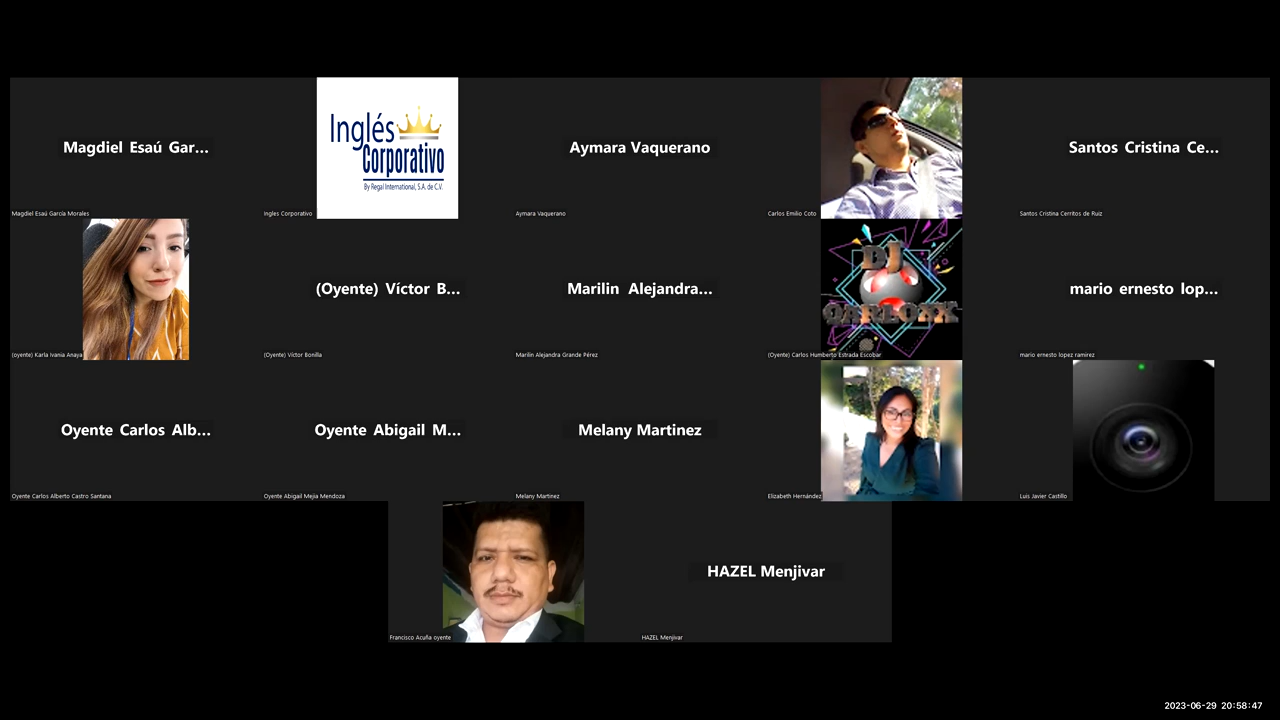 Magdiel Esaú Gar...
Magdiel Esaú García Morales
Inglés
Corporativo
By Regal International, S.A. de C.V.
Ingles Corporativo
Aymara Vaquerano
Aymara Vaquerano
Carlos Emilio Coto
Santos Cristina Ce...
Santos Cristina Cerritos de Ruiz
(oyente) Karla Ivania Anaya
(Oyente) Víctor B...
(Oyente) Víctor Bonilla
Marilin Alejandra...
Marilin Alejandra Grande Pérez
DJ
QARLOXX
(Oyente) Carlos Humberto Estrada Escobar
mario ernesto lop...
mario ernesto lopez ramirez
Oyente Carlos Alb...
Oyente Carlos Alberto Castro Santana
Oyente Abigail M...
Oyente Abigail Mejia Mendoza
Melany Martinez
Melany Martinez
Elizabeth Hernández
Luis Javier Castillo
Francisco Acuña oyente
HAZEL Menjivar
HAZEL Menjivar
2023-06-29 20:58:47